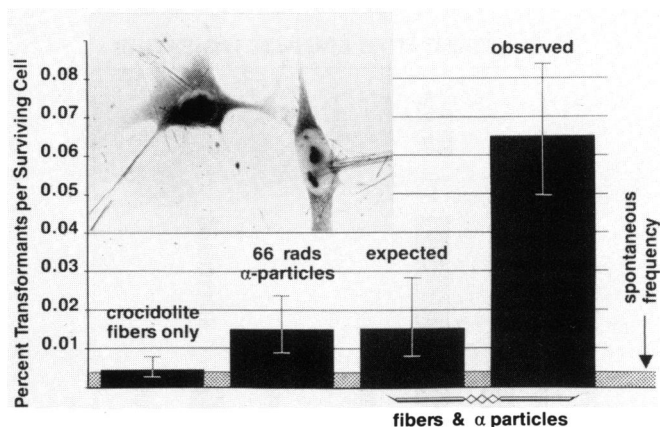 Percent Transformants per Surviving Cell
0.08
0.07
0.06
0.05
0.04
0.03
0.02
0.01
crocidolite
fibers only
66 rads
α-particles
expected
observed
spontaneous
frequency
fibers & α particles